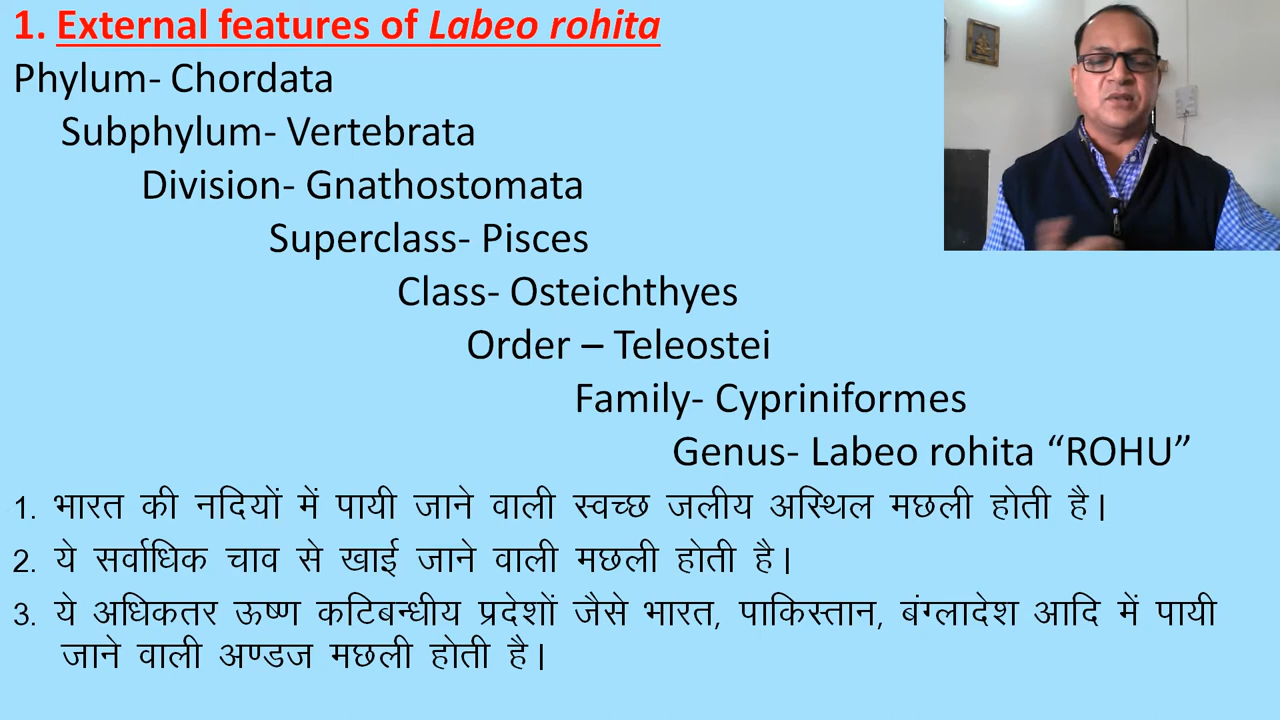 1. External features of Labeo rohita
Phylum- Chordata
Subphylum- Vertebrata
Division- Gnathostomata
Superclass- Pisces
Class- Osteichthyes
Order – Teleostei
Family- Cypriniformes
Genus- Labeo rohita “ROHU”
1. भारत की नदियों में पायी जाने वाली स्वच्छ जलीय अस्थिल मछली होती है।
2. ये सर्वाधिक चाव से खाई जाने वाली मछली होती है।
3. ये अधिकतर ऊष्ण कटिबन्धीय प्रदेशों जैसे भारत, पाकिस्तान, बंग्लादेश आदि में पायी
जाने वाली अण्डज मछली होती है।